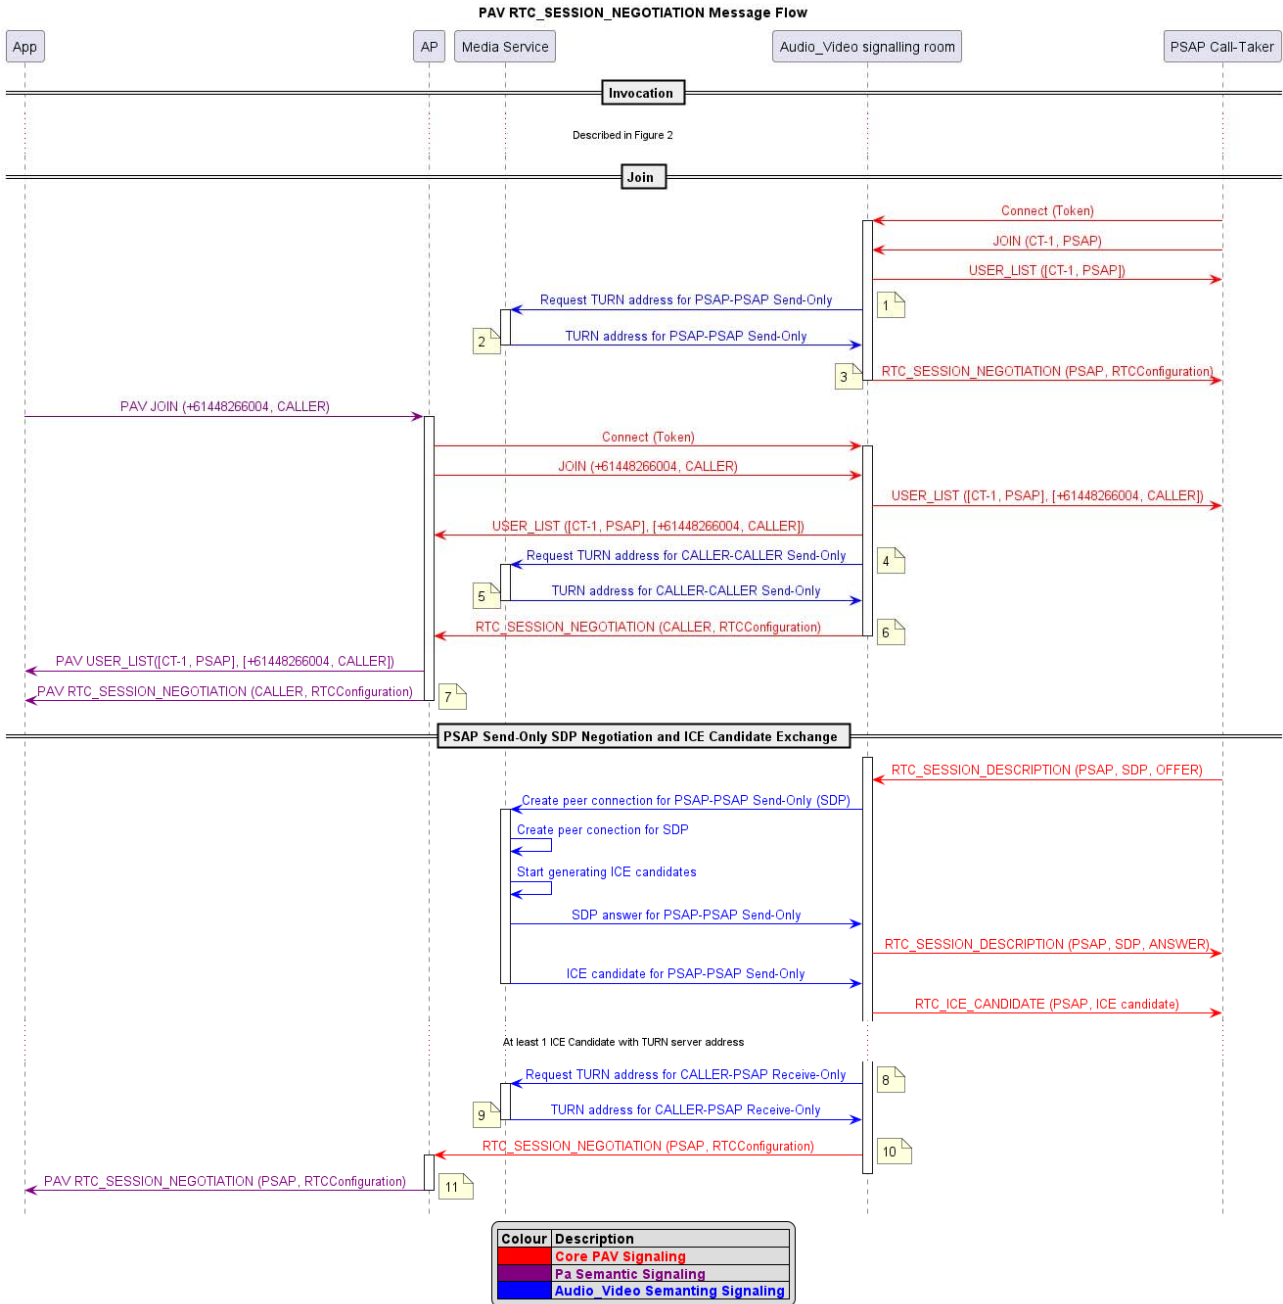 PAV RTC_SESSION_NEGOTIATION Message Flow
App
AP
Media Service
Audio_Video signalling room
PSAP Call-Taker
Invocation
Described in Figure 2
Join
Connect (Token)
JOIN (CT-1, PSAP)
USER_LIST ([CT-1, PSAP])
Request TURN address for PSAP-PSAP Send-Only
1
2
TURN address for PSAP-PSAP Send-Only
3
RTC_SESSION_NEGOTIATION (PSAP, RTCConfiguration)
PAV JOIN (+61448266004, CALLER)
Connect (Token)
JOIN (+61448266004, CALLER)
USER_LIST ([CT-1, PSAP], [+61448266004, CALLER])
USER_LIST ([CT-1, PSAP], [+61448266004, CALLER])
Request TURN address for CALLER-CALLER Send-Only
4
5
TURN address for CALLER-CALLER Send-Only
RTC_SESSION_NEGOTIATION (CALLER, RTCConfiguration)
6
PAV USER_LIST([CT-1, PSAP], [+61448266004, CALLER])
PAV RTC_SESSION_NEGOTIATION (CALLER, RTCConfiguration)
7
PSAP Send-Only SDP Negotiation and ICE Candidate Exchange
RTC_SESSION_DESCRIPTION (PSAP, SDP, OFFER)
Create peer connection for PSAP-PSAP Send-Only (SDP)
Create peer conection for SDP
Start generating ICE candidates
SDP answer for PSAP-PSAP Send-Only
RTC_SESSION_DESCRIPTION (PSAP, SDP, ANSWER)
ICE candidate for PSAP-PSAP Send-Only
RTC_ICE_CANDIDATE (PSAP, ICE candidate)
At least 1 ICE Candidate with TURN server address
Request TURN address for CALLER-PSAP Receive-Only
8
9
TURN address for CALLER-PSAP Receive-Only
RTC_SESSION_NEGOTIATION (PSAP, RTCConfiguration)
10
PAV RTC_SESSION_NEGOTIATION (PSAP, RTCConfiguration)
11
Colour Description
Core PAV Signaling
Pa Semantic Signaling
Audio_Video Semanting Signaling